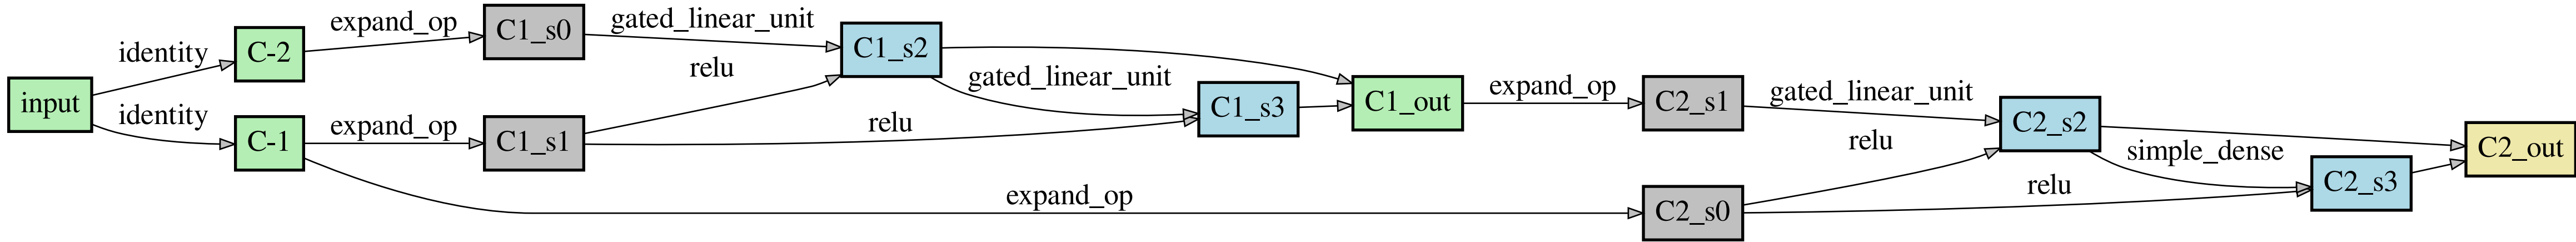 input
identity
identity
C-2
C-1
expand_op
expand_op
expand_op
C1_s0
C1_s1
gated_linear_unit
relu
relu
C1_s2
gated_linear_unit
C1_s3
C1_out
expand_op
C2_s1
C2_s0
gated_linear_unit
relu
relu
C2_s2
simple_dense
C2_s3
C2_out